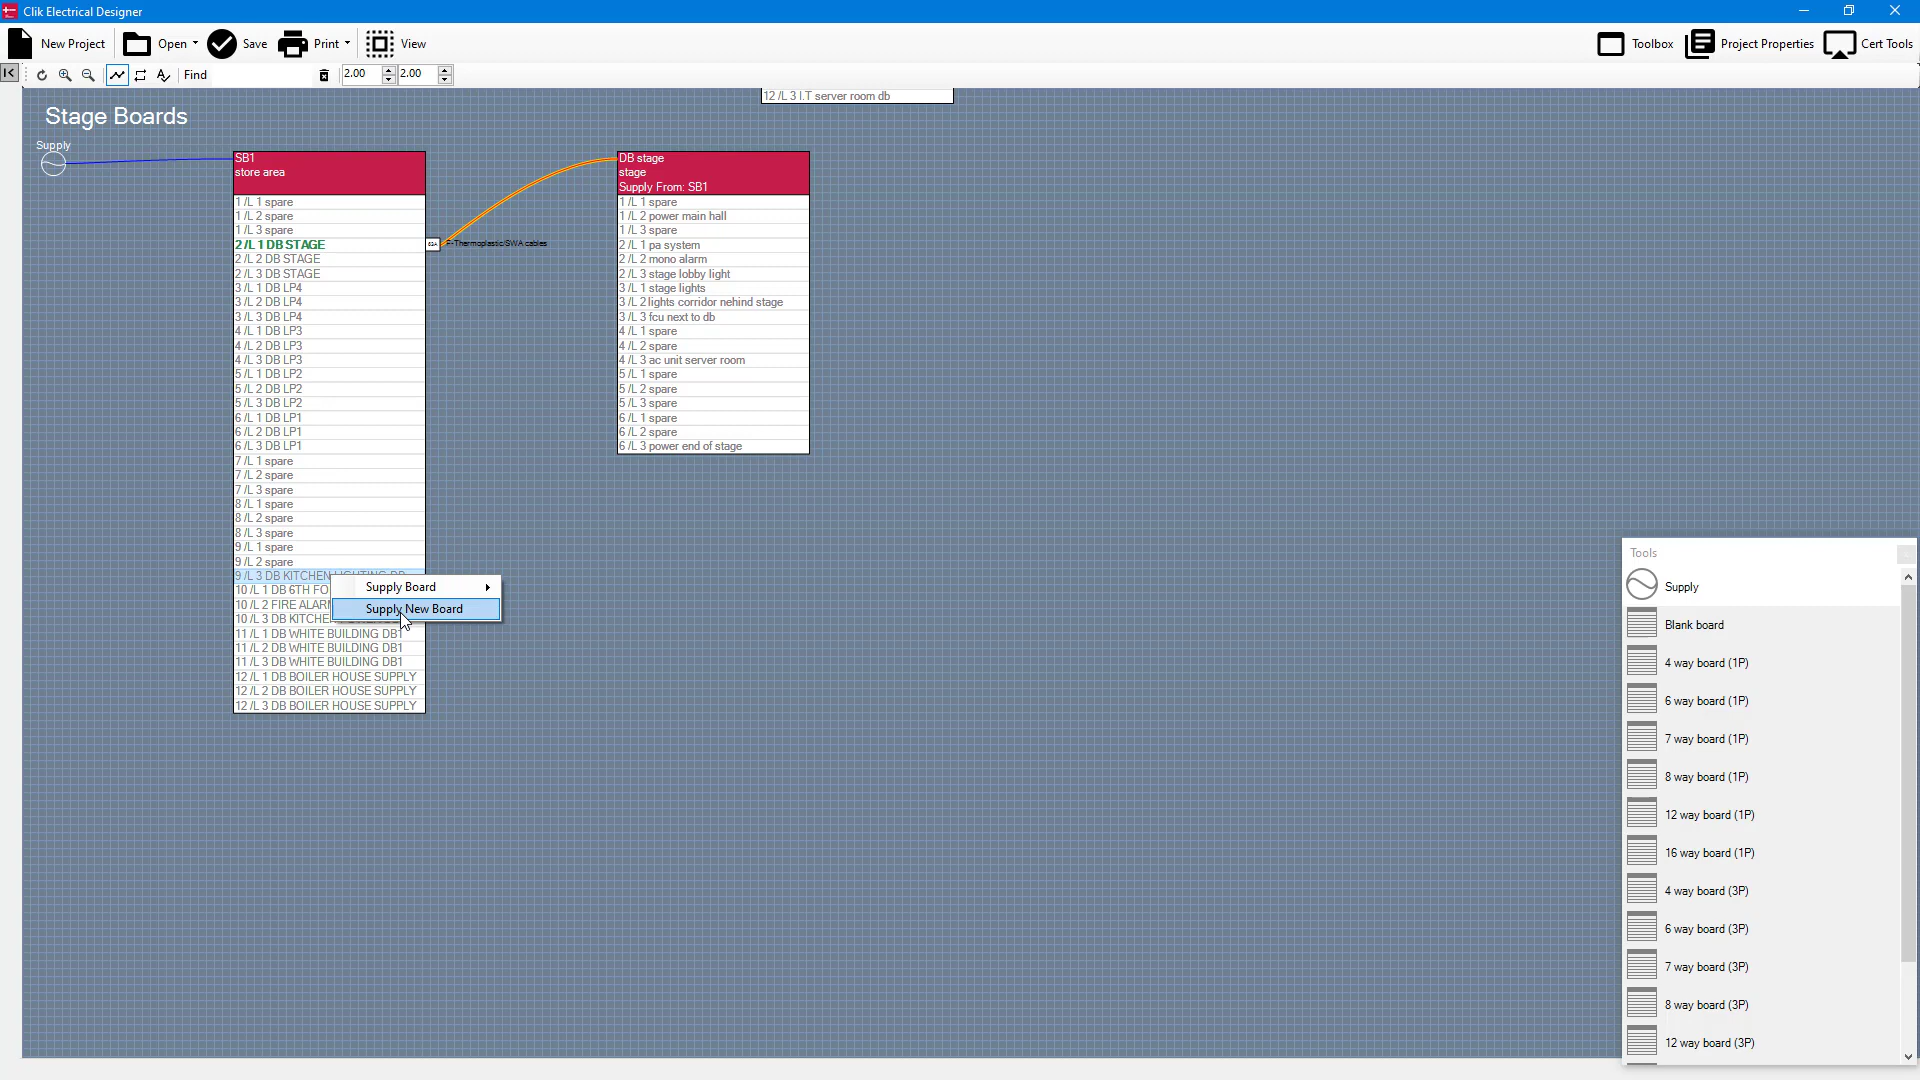 Clik Electrical Designer
New Project
Open
Save
Print
View
Toolbox
Project Properties
Cert Tools
Find
2.00
2.00
12 /L 3 I.T server room db
Stage Boards
Supply
SB1
store area
1 /L 1 spare
1 /L 2 spare
1 /L 3 spare
2 /L 1 DB STAGE
2 /L 2 DB STAGE
2 /L 3 DB STAGE
3 /L 1 DB LP4
3 /L 2 DB LP4
3 /L 3 DB LP4
4 /L 1 DB LP3
4 /L 2 DB LP3
4 /L 3 DB LP3
5 /L 1 DB LP2
5 /L 2 DB LP2
5 /L 3 DB LP2
6 /L 1 DB LP1
6 /L 2 DB LP1
6 /L 3 DB LP1
7 /L 1 spare
7 /L 2 spare
7 /L 3 spare
8 /L 1 spare
8 /L 2 spare
8 /L 3 spare
9 /L 1 spare
9 /L 2 spare
9 /L 3 DB KITCHEN LIGHTING DB
10 /L 1 DB 6TH FO
10 /L 2 FIRE ALARM
10 /L 3 DB KITCHE
11 /L 1 DB WHITE BUILDING DB1
11 /L 2 DB WHITE BUILDING DB1
11 /L 3 DB WHITE BUILDING DB1
12 /L 1 DB BOILER HOUSE SUPPLY
12 /L 2 DB BOILER HOUSE SUPPLY
12 /L 3 DB BOILER HOUSE SUPPLY
63A
F-Thermoplastic/SWA cables
Supply Board
Supply New Board
DB stage
stage
Supply From: SB1
1 /L 1 spare
1 /L 2 power main hall
1 /L 3 spare
2 /L 1 pa system
2 /L 2 mono alarm
2 /L 3 stage lobby light
3 /L 1 stage lights
3 /L 2 lights corridor nehind stage
3 /L 3 fcu next to db
4 /L 1 spare
4 /L 2 spare
4 /L 3 ac unit server room
5 /L 1 spare
5 /L 2 spare
5 /L 3 spare
6 /L 1 spare
6 /L 2 spare
6 /L 3 power end of stage
Tools
Supply
Blank board
4 way board (1P)
6 way board (1P)
7 way board (1P)
8 way board (1P)
12 way board (1P)
16 way board (1P)
4 way board (3P)
6 way board (3P)
7 way board (3P)
8 way board (3P)
12 way board (3P)